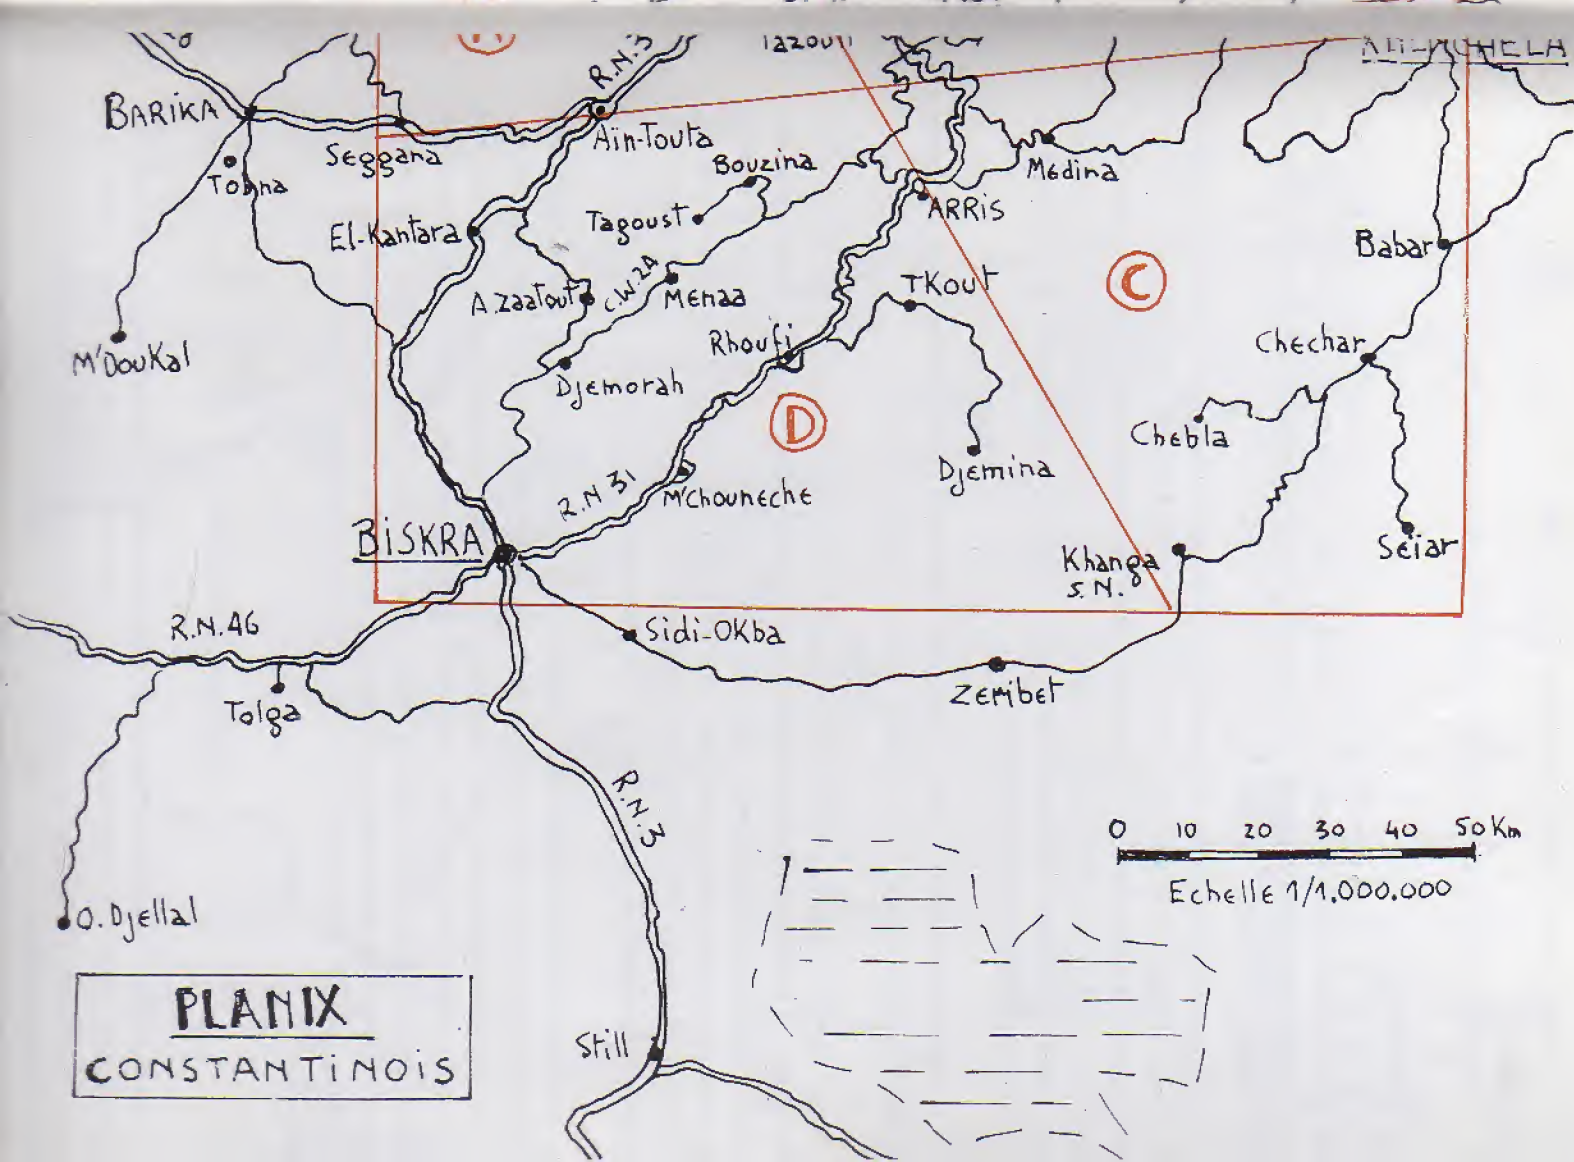 R.N.3
BARIKA
Seggana
Aïn-Touta
Tobna
Bouzina
Médina
Tagoust
ARRIS
El-Kantara
Babar
A.Zaatout
C.W.2A
Menaa
TKout
C
M'DouKal
Rhoufi
Chechar
Djemorah
D
Chebla
Djemina
R.N 31
M'Chouneche
BiSKRA
Khanga
S.N.
Seiar
R.N.46
Sidi-Okba
Zeribet
Tolga
R.N.3
0 10 20 30 40 50 Km
Echelle 1/1.000.000
O. Djellal
PLANIX
CONSTANTiNOiS
Still